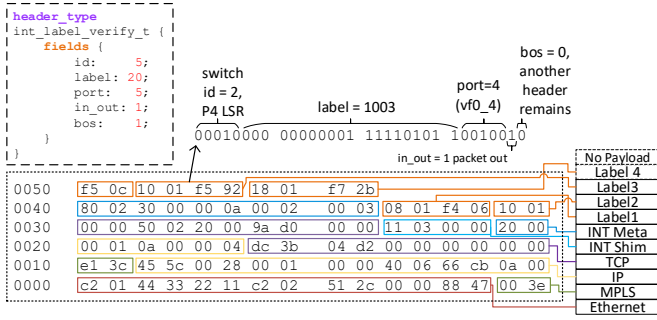 header_type
int_label_verify_t {
fields {
id: 5;
label: 20;
port: 5;
in_out: 1;
bos: 1;
}
}
switch
id = 2,
P4 LSR
label = 1003
port=4
(vf0_4)
bos = 0,
another
header
remains
00010000 00000001 11110101 10010010
in_out = 1 packet out
0050 f5 0c 10 01 f5 92 18 01 f7 2b
0040 80 02 30 00 00 0a 00 02 00 03 08 01 f4 06 10 01
0030 00 00 50 02 20 00 9a d0 00 00 11 03 00 00 20 00
0020 00 01 0a 00 00 04 dc 3b 04 d2 00 00 00 00 00 00
0010 e1 3c 45 5c 00 28 00 01 00 00 40 06 66 cb 0a 00
0000 c2 01 44 33 22 11 c2 02 51 2c 00 00 88 47 00 3e
No Payload
Label 4
Label3
Label2
Label1
INT Meta
INT Shim
TCP
IP
MPLS
Ethernet